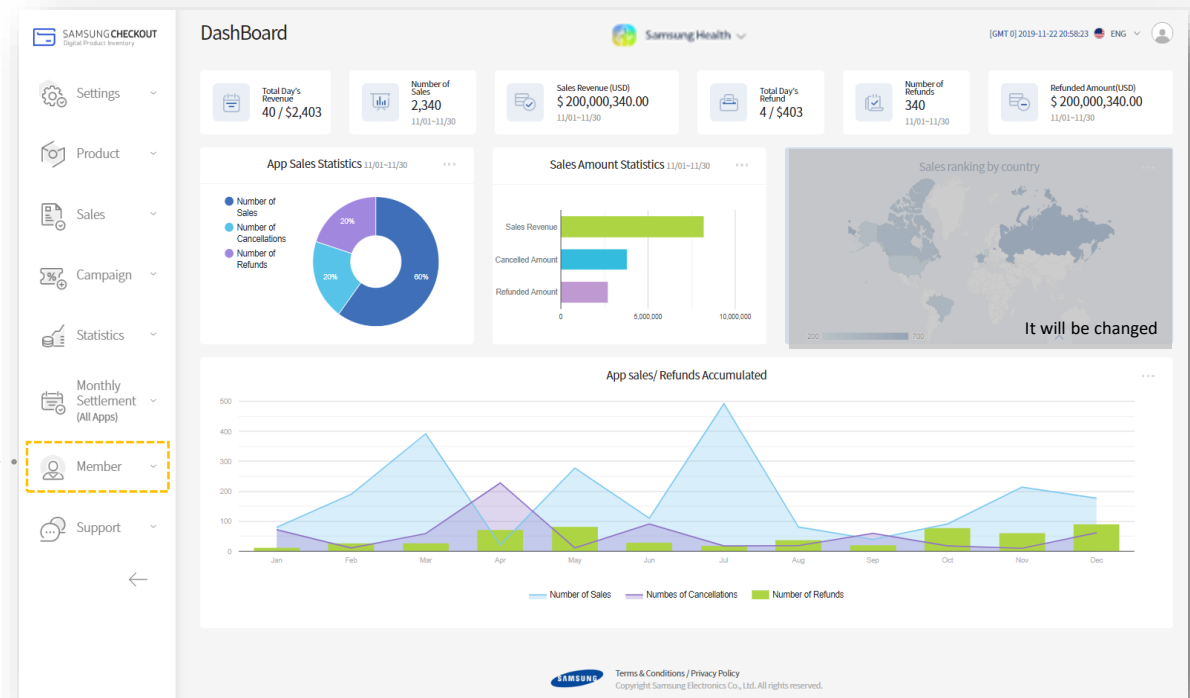 SAMSUNG CHECKOUT
Digital Product Inventory
DashBoard
Samsung Health
[GMT 0] 2019-11-22 20:58:23 ENG
Settings
Product
Sales
Campaign
Statistics
Monthly
Settlement
(All Apps)
Member
Support
Total Day's
Revenue
40 / $2,403
Number of
Sales
2,340
11/01~11/30
Sales Revenue (USD)
$ 200,000,340.00
11/01~11/30
Total Day's
Refund
4 / $403
Number of
Refunds
340
11/01~11/30
Refunded Amount(USD)
$ 200,000,340.00
11/01~11/30
App Sales Statistics 11/01~11/30
Number of
Sales
Number of
Cancellations
Number of
Refunds
20%
20%
60%
Sales Amount Statistics 11/01~11/30
Sales Revenue
Cancelled Amount
Refunded Amount
0 5,000,000 10,000,000
Sales ranking by country
It will be changed
200 700
App sales/ Refunds Accumulated
500
400
300
200
100
0
Jan Feb Mar Apr May Jun Jul Aug Sep Oct Nov Dec
Number of Sales Numbes of Cancellations Number of Refunds
SAMSUNG
Terms & Conditions / Privacy Policy
Copyright Samsung Electronics Co., Ltd. All rights reserved.